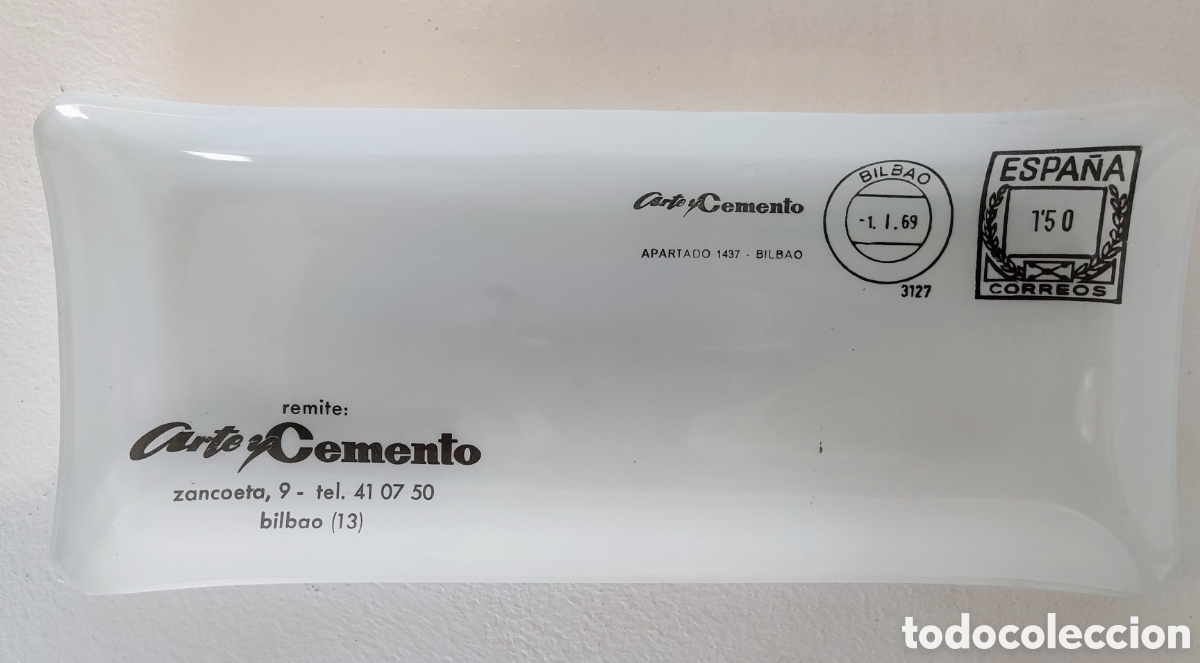 Arte y Cemento
APARTADO 1437 - BILBAO
BILBAO
-1. I. 69
3127
ESPAÑA
1'50
CORREOS
remite:
Arte y Cemento
zancoeta, 9 - tel. 41 07 50
bilbao (13)
todocoleccion